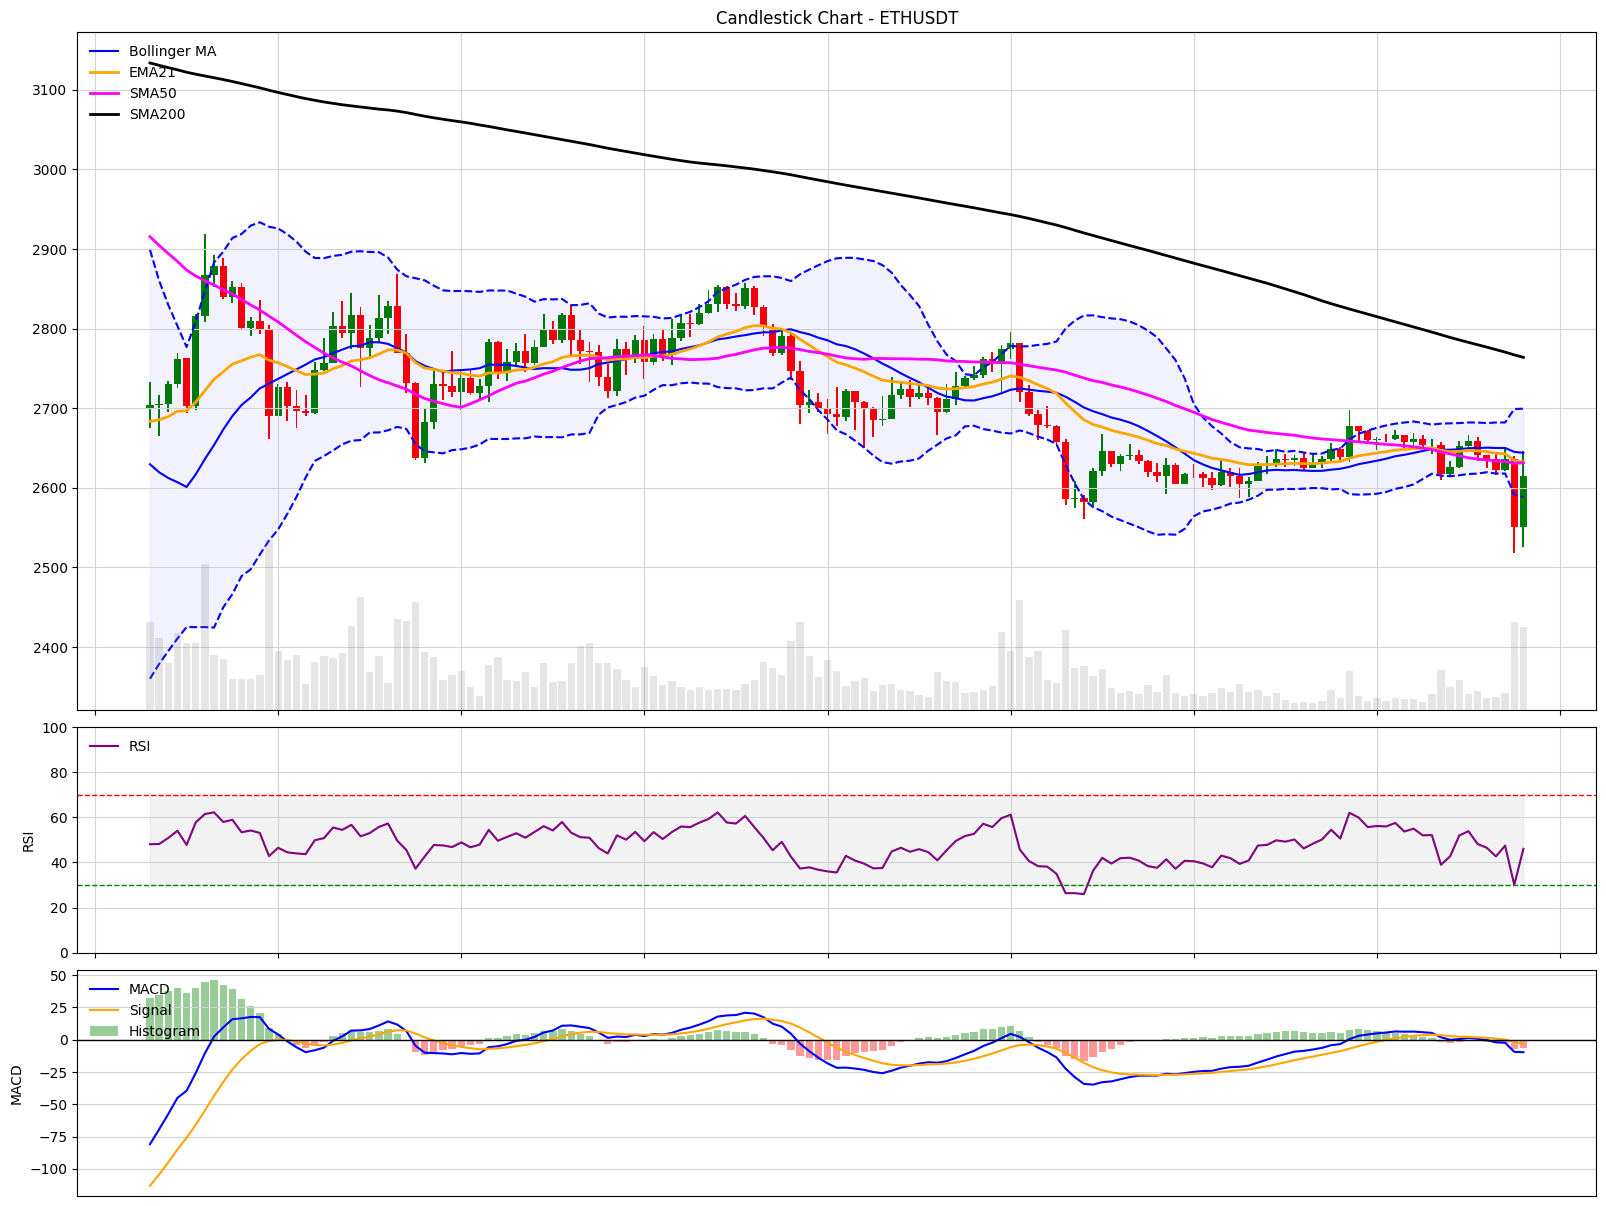 Candlestick Chart - ETHUSDT
Bollinger MA
EMA21
SMA50
SMA200
3100
3000
2900
2800
2700
2600
2500
2400
RSI
100
80
60
40
20
0
RSI
MACD
Signal
Histogram
50
25
0
−25
−50
−75
−100
MACD